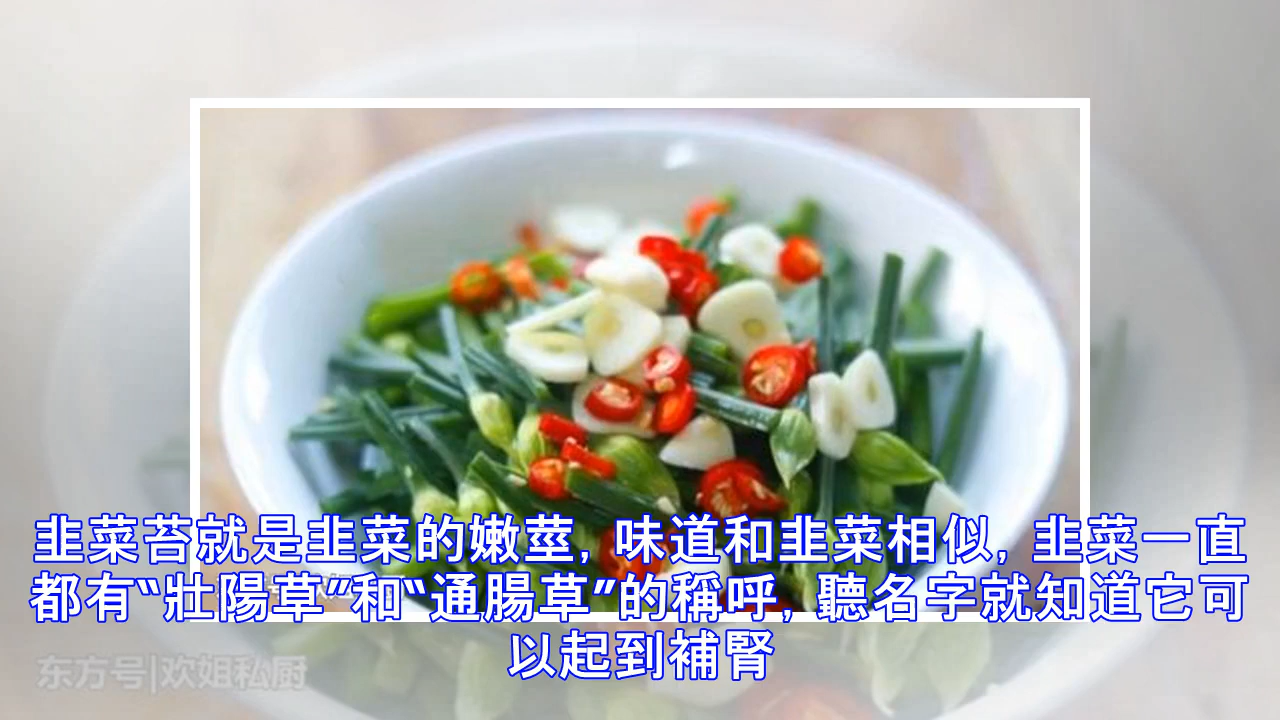 韭菜苔就是韭菜的嫩莖, 味道和韭菜相似, 韭菜一直
都有“壯陽草”和“通腸草”的稱呼, 聽名字就知道它可
以起到補腎
东方号|欢姐私厨